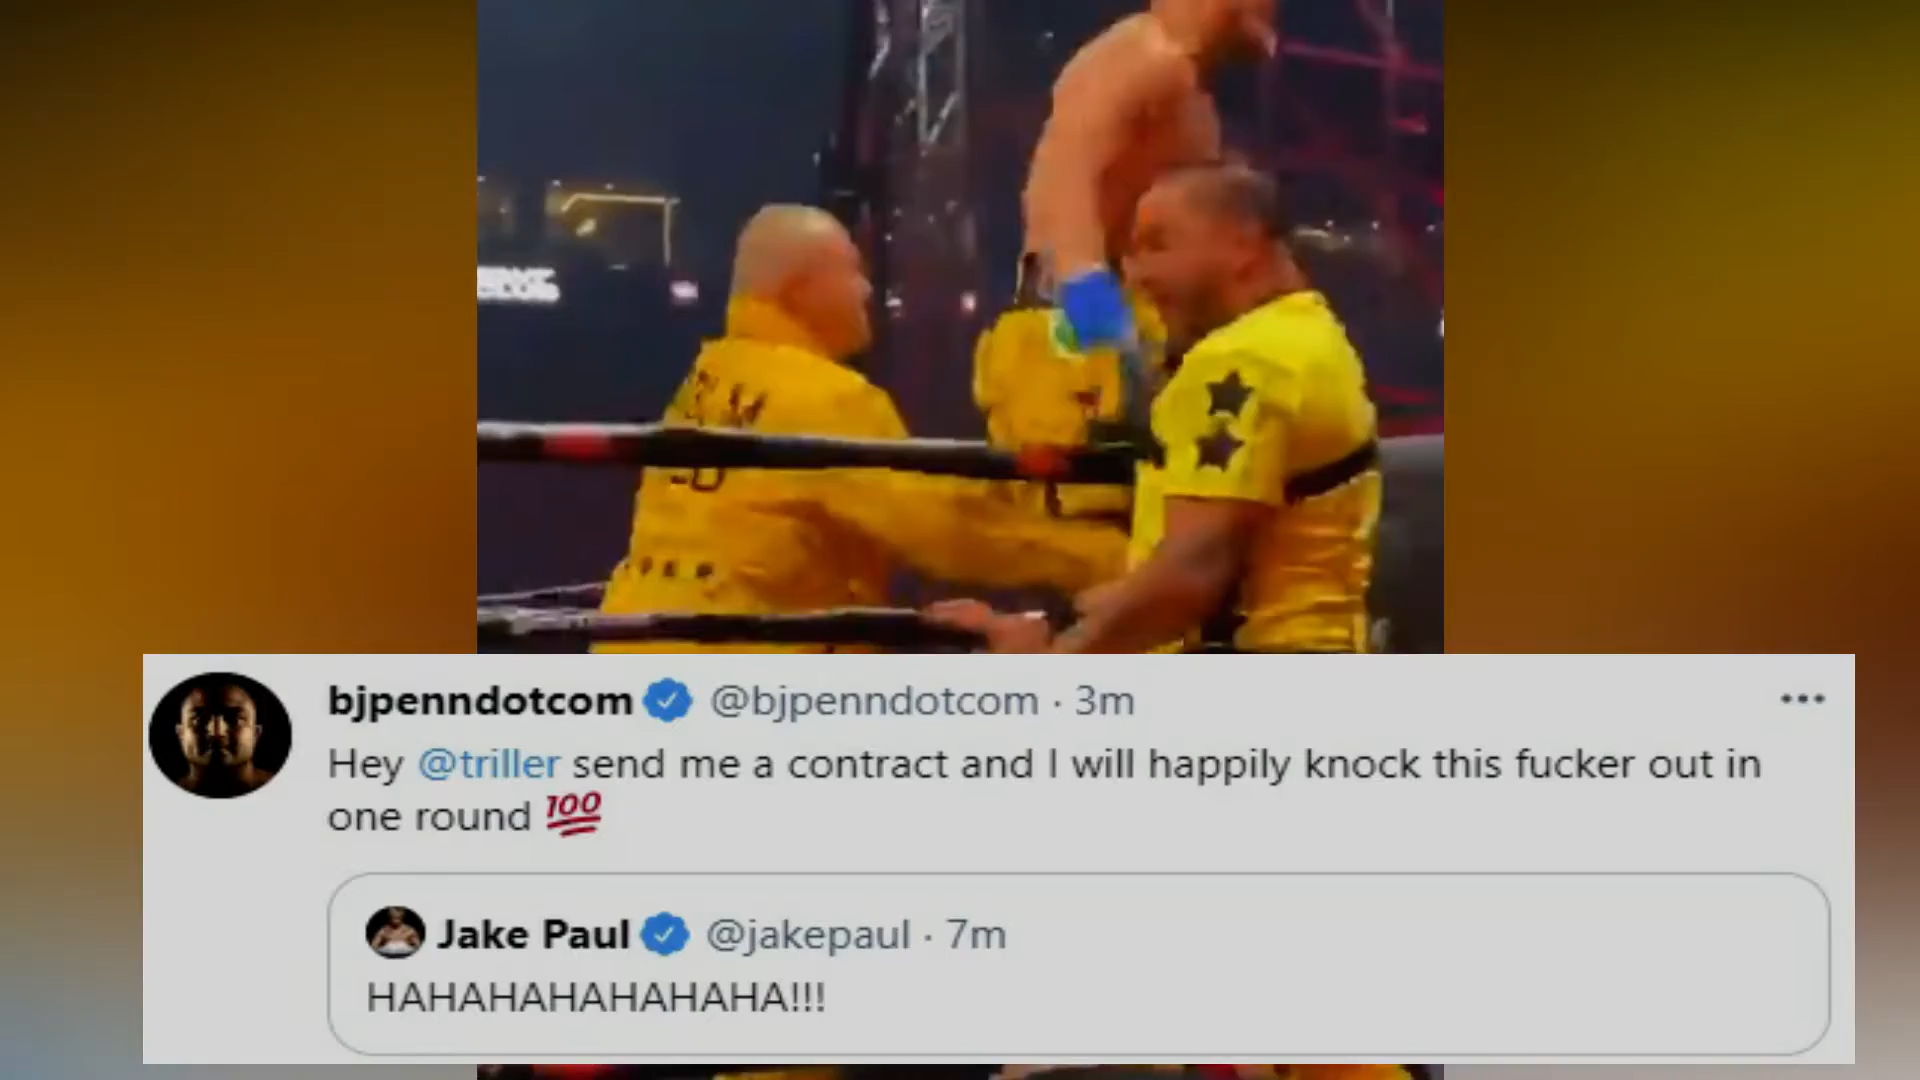 bjpenndotcom @bjpenndotcom · 3m
Hey @triller send me a contract and I will happily knock this fucker out in
one round 💯
Jake Paul @jakepaul · 7m
HAHAHAHAHAHAHA!!!